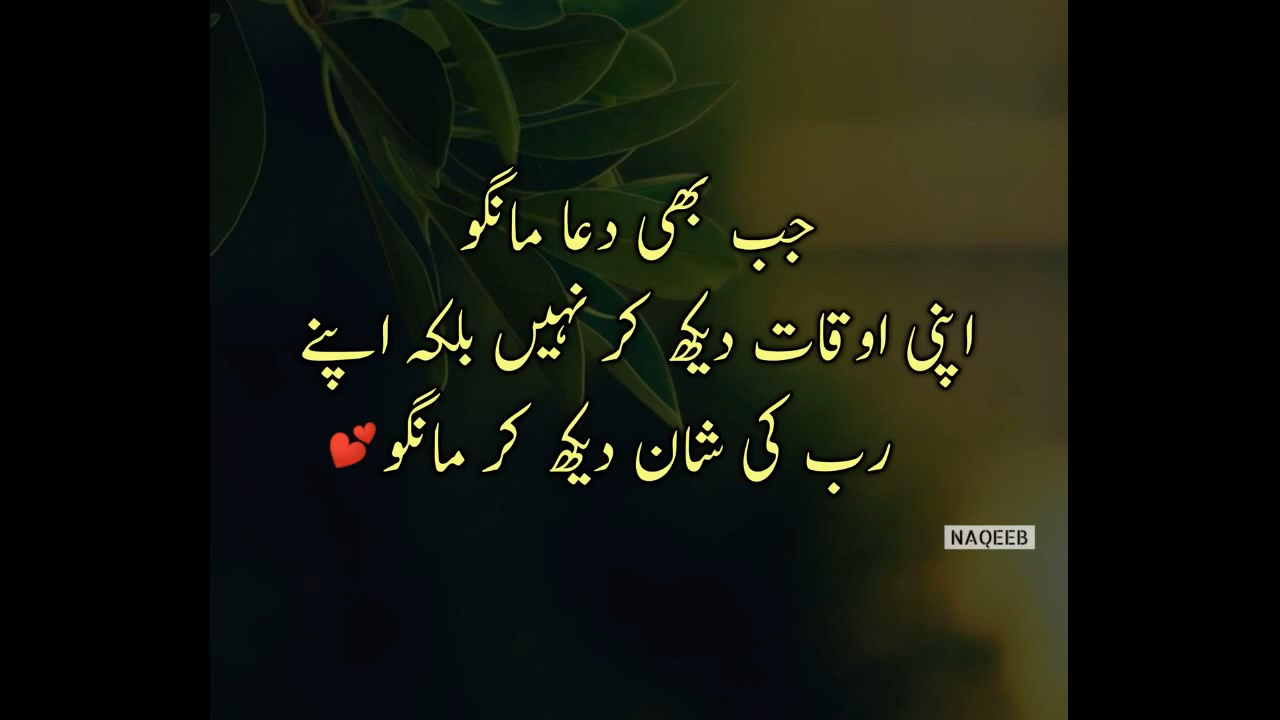 جب بھی دعا مانگو
اپنی اوقات دیکھ کر نہیں بلکہ اپنے
رب کی شان دیکھ کر مانگو💕
NAQEEB